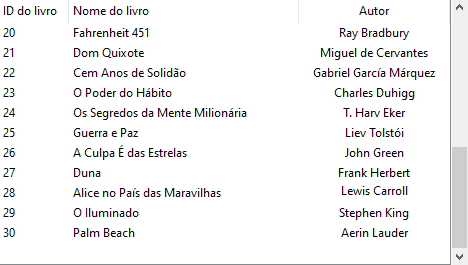 ID do livro Nome do livro Autor
20 Fahrenheit 451 Ray Bradbury
21 Dom Quixote Miguel de Cervantes
22 Cem Anos de Solidão Gabriel García Márquez
23 O Poder do Hábito Charles Duhigg
24 Os Segredos da Mente Milionária T. Harv Eker
25 Guerra e Paz Liev Tolstói
26 A Culpa É das Estrelas John Green
27 Duna Frank Herbert
28 Alice no País das Maravilhas Lewis Carroll
29 O Iluminado Stephen King
30 Palm Beach Aerin Lauder